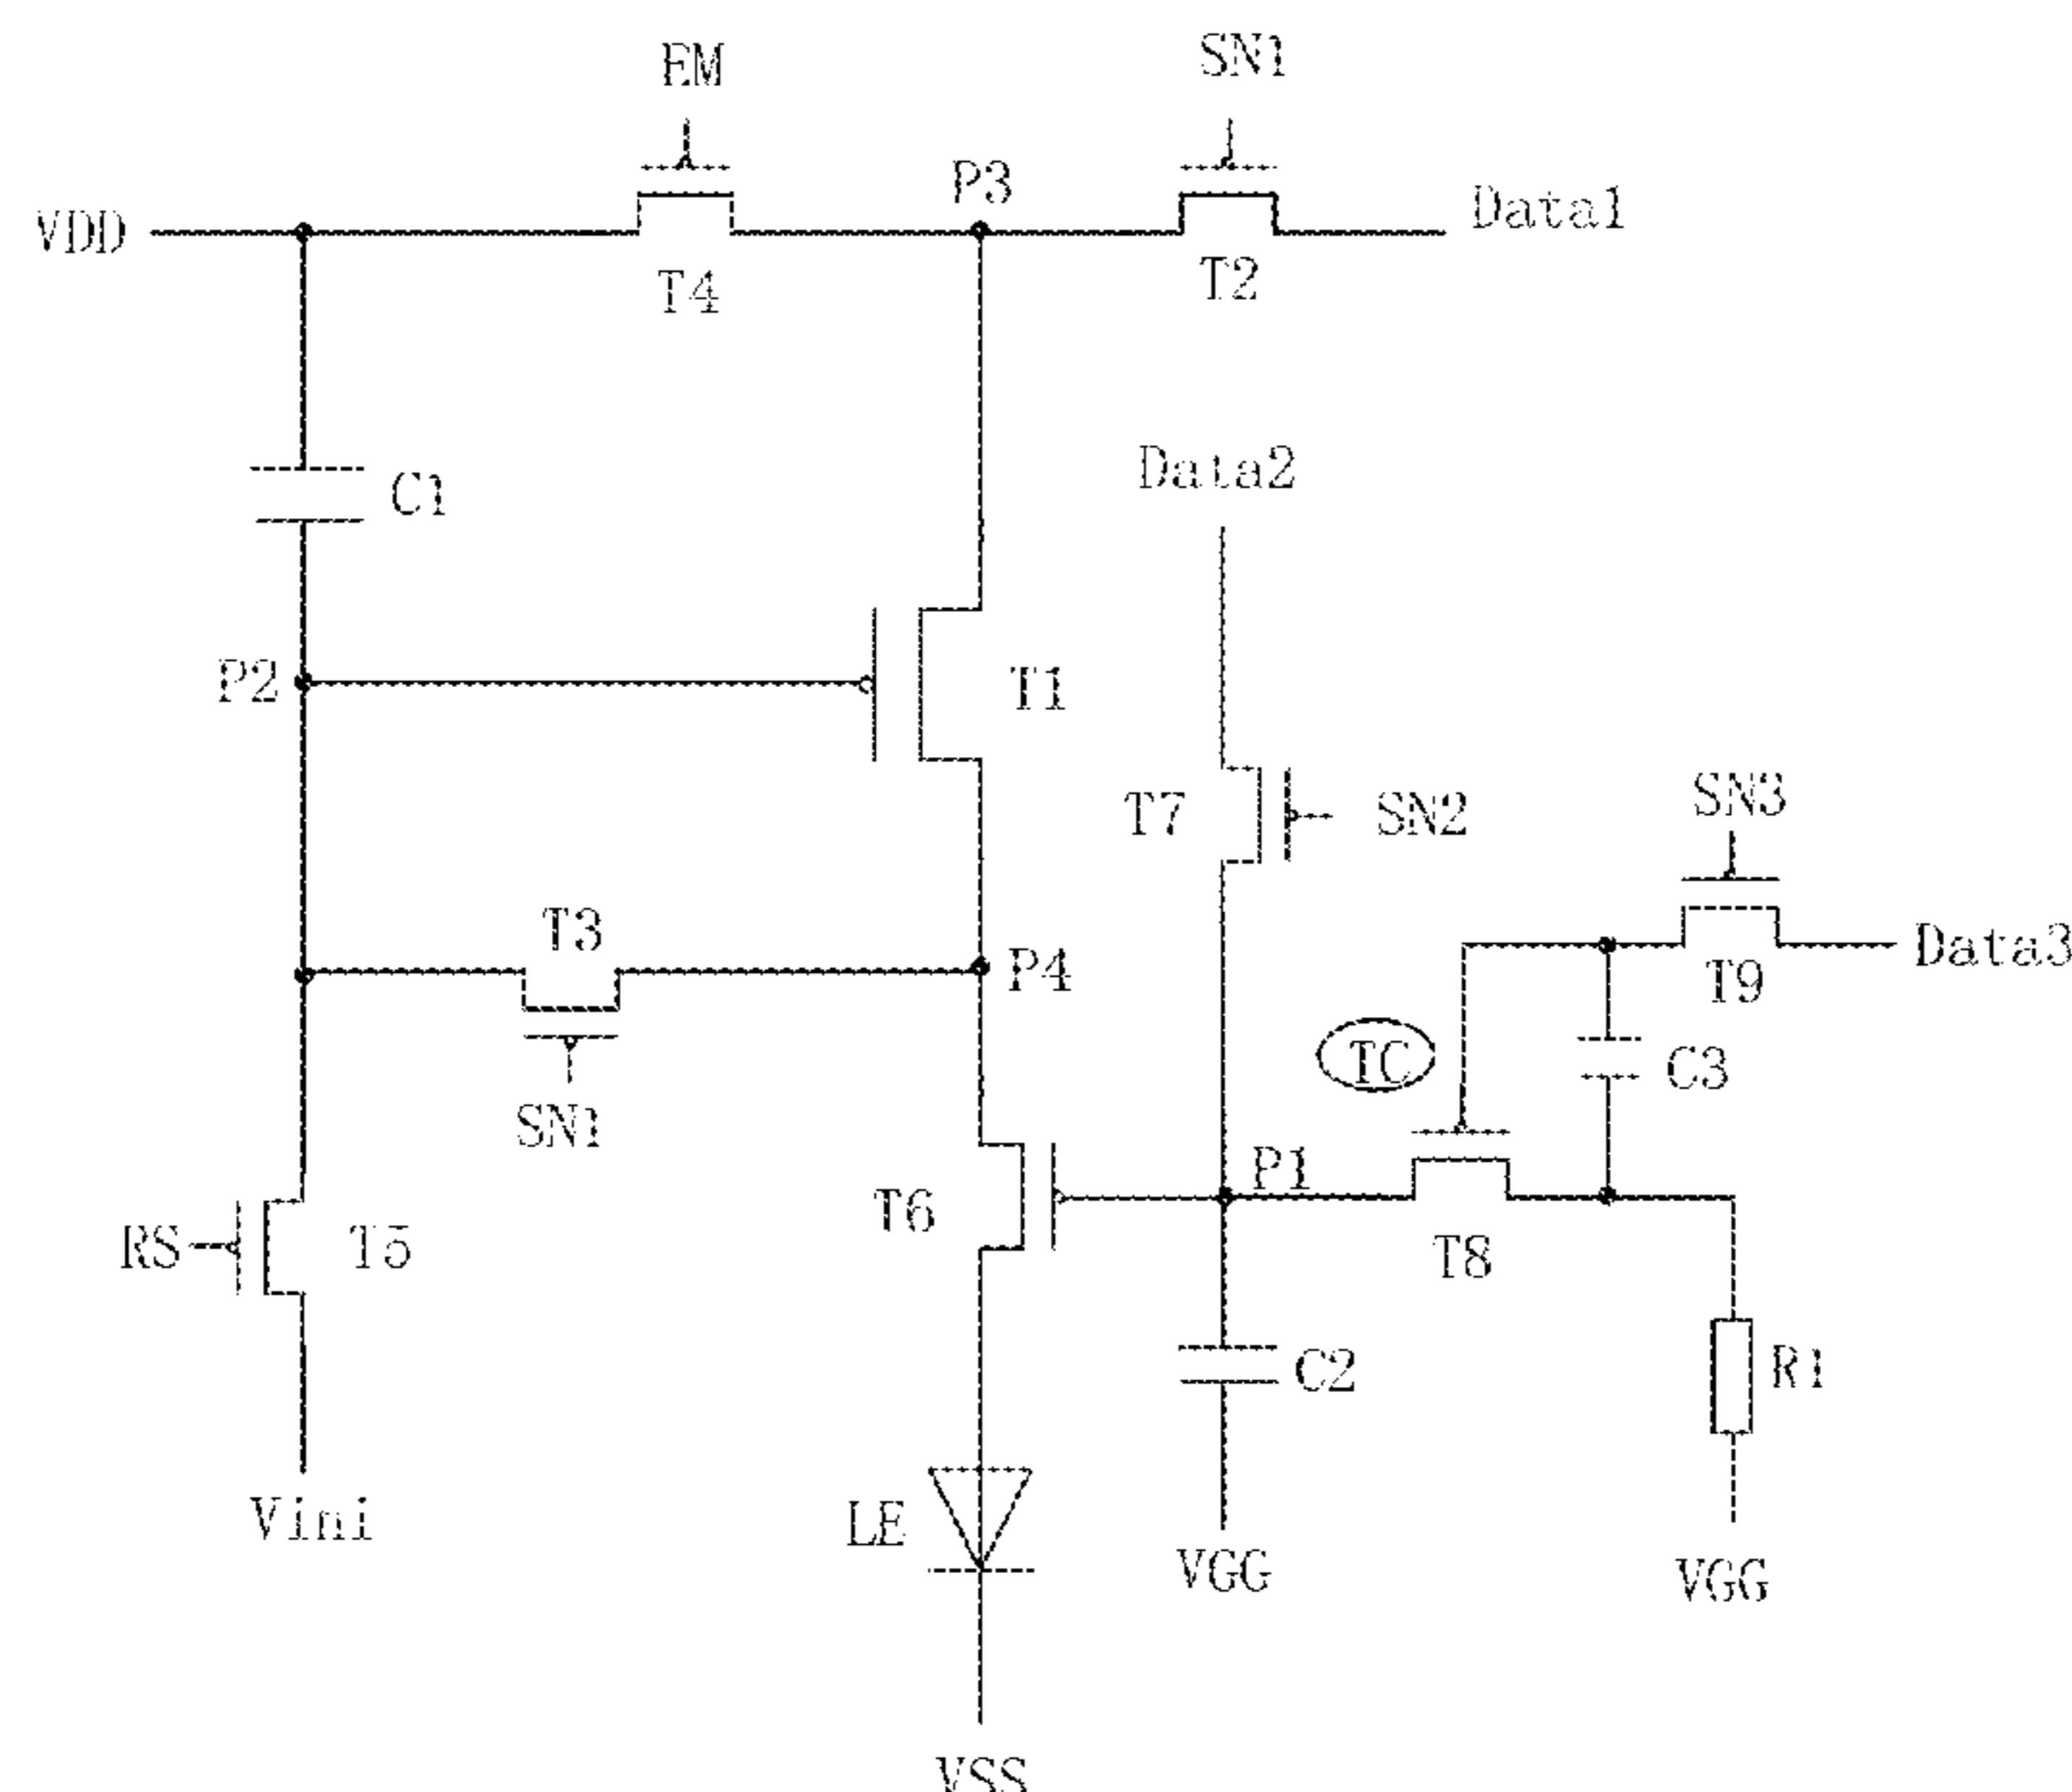 EM
SN1
P3
VDD
Data1
T4
T2
C1
Data2
P2
T1
T7
SN2
SN3
T3
P4
Data3
T9
TC
C3
SN1
P1
T6
RS
T5
T8
C2
R1
Vini
LE
VGG
VGG
VSS